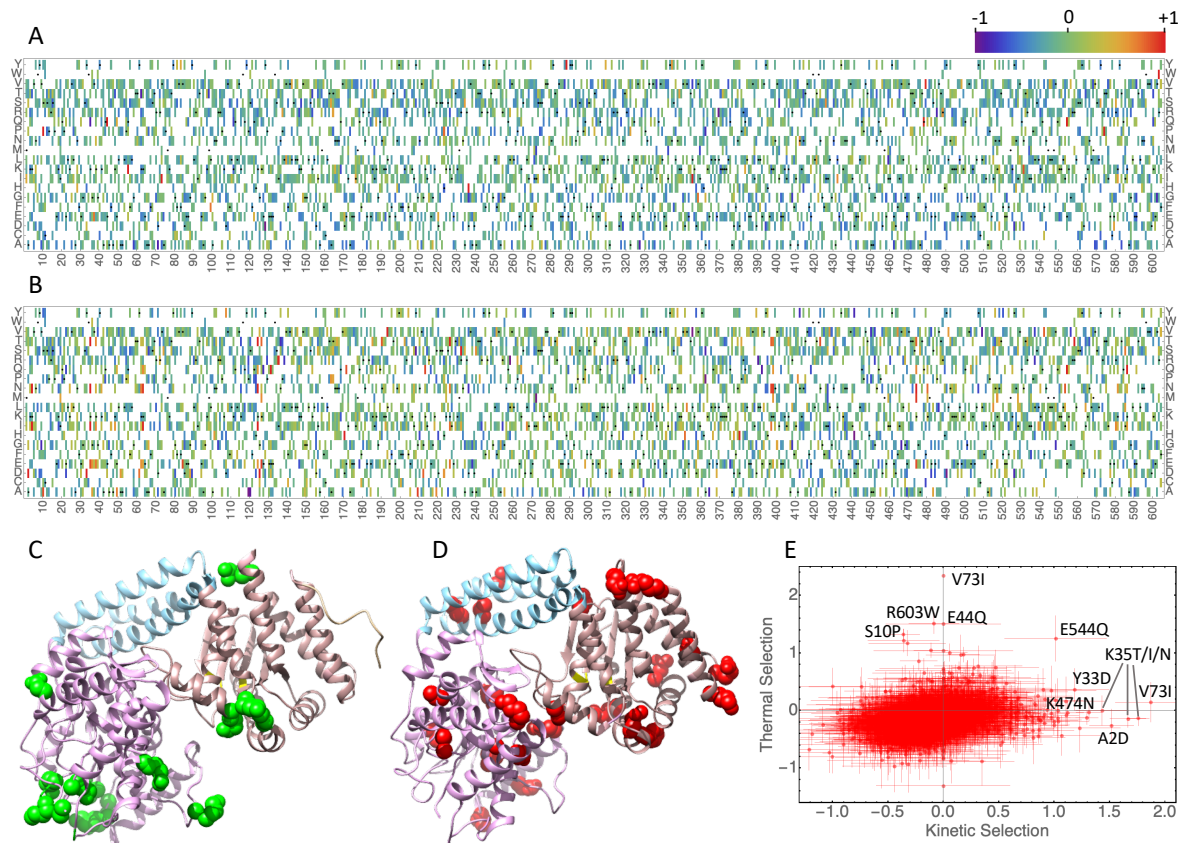 -1 0 +1
A
Y Y
W W
V V
T T
S S
R R
Q Q
P P
N N
M M
L L
K K
I I
H H
G G
F F
E E
D D
C C
A A
10 20 30 40 50 60 70 80 90 100 110 120 130 140 150 160 170 180 190 200 210 220 230 240 250 260 270 280 290 300 310 320 330 340 350 360 370 380 390 400 410 420 430 440 450 460 470 480 490 500 510 520 530 540 550 560 570 580 590 600
B
Y Y
W W
V V
T T
S S
R R
Q Q
P P
N N
M M
L L
K K
I I
H H
G G
F F
E E
D D
C C
A A
10 20 30 40 50 60 70 80 90 100 110 120 130 140 150 160 170 180 190 200 210 220 230 240 250 260 270 280 290 300 310 320 330 340 350 360 370 380 390 400 410 420 430 440 450 460 470 480 490 500 510 520 530 540 550 560 570 580 590 600
C D E
V73I
2
R603W E44Q
S10P E544Q
1
K35T/I/N
Y33D
V73I
K474N
0
A2D
-1
Thermal Selection
-1.0 -0.5 0.0 0.5 1.0 1.5 2.0
Kinetic Selection